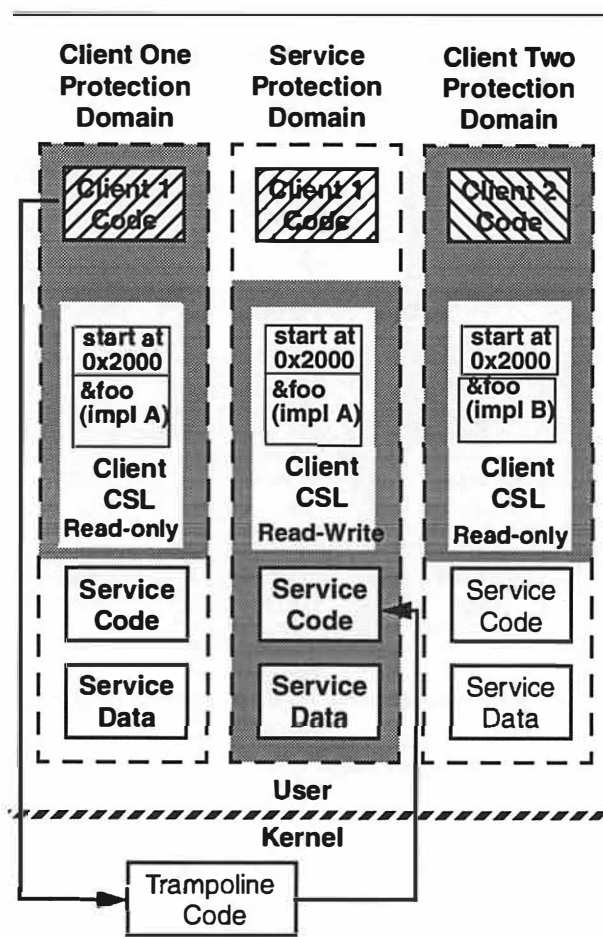 Client One
Protection
Domain
Service
Protection
Domain
Client Two
Protection
Domain
Client 1
Code
Client 1
Code
Client 2
Code
start at
0x2000
&foo
(impl A)
Client
CSL
Read-only
start at
0x2000
&foo
(impl A)
Client
CSL
Read-Write
start at
0x2000
&foo
(impl B)
Client
CSL
Read-only
Service
Code
Service
Code
Service
Code
Service
Data
Service
Data
Service
Data
User
Kernel
Trampoline
Code